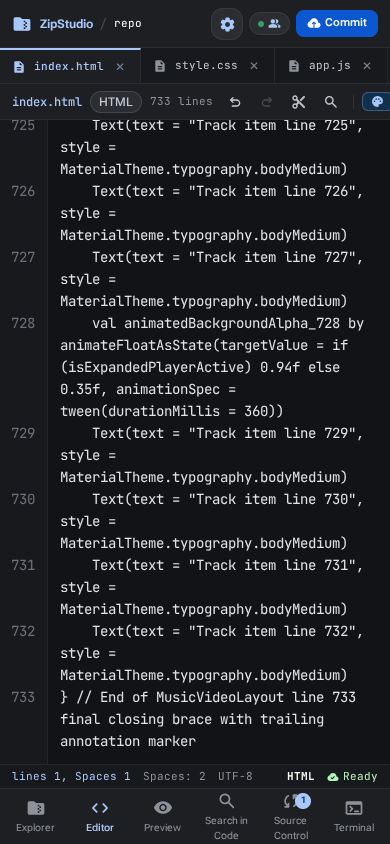 ZipStudio / repo
Commit
index.html ×
style.css ×
app.js ×
index.html HTML 733 lines
725 Text(text = "Track item line 725",
style =
MaterialTheme.typography.bodyMedium)
726 Text(text = "Track item line 726",
style =
MaterialTheme.typography.bodyMedium)
727 Text(text = "Track item line 727",
style =
MaterialTheme.typography.bodyMedium)
728 val animatedBackgroundAlpha_728 by
animateFloatAsState(targetValue = if
(isExpandedPlayerActive) 0.94f else
0.35f, animationSpec =
tween(durationMillis = 360))
729 Text(text = "Track item line 729",
style =
MaterialTheme.typography.bodyMedium)
730 Text(text = "Track item line 730",
style =
MaterialTheme.typography.bodyMedium)
731 Text(text = "Track item line 731",
style =
MaterialTheme.typography.bodyMedium)
732 Text(text = "Track item line 732",
style =
MaterialTheme.typography.bodyMedium)
733 } // End of MusicVideoLayout line 733
final closing brace with trailing
annotation marker
lines 1, Spaces 1 Spaces: 2 UTF-8 HTML Ready
1
Explorer
Editor
Preview
Search in
Code
Source
Control
Terminal